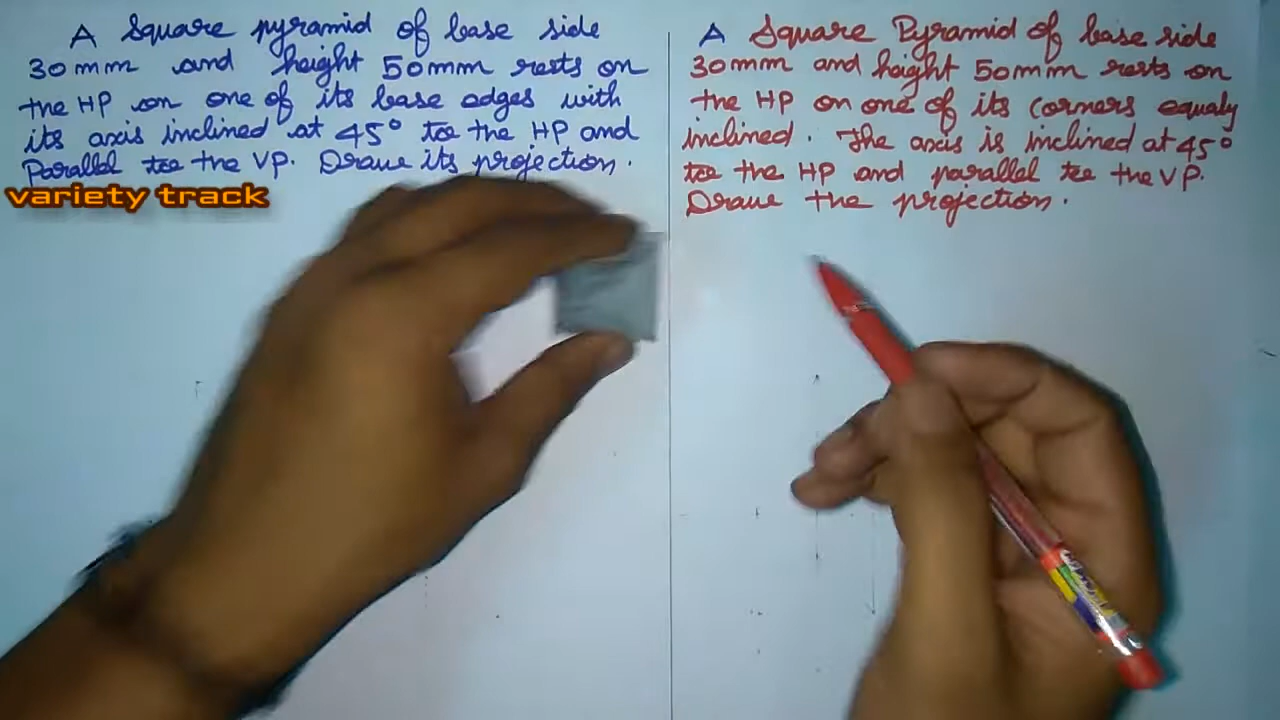 A Square pyramid of base side
30mm and height 50mm rests on
the HP on one of its base edges with
its axis inclined at 45° to the HP and
Parallel to the VP. Draw its projection.
variety track
A Square Pyramid of base side
30mm and height 50mm rests on
the HP on one of its corners equaly
inclined. The axis is inclined at 45°
to the HP and parallel to the VP.
Draw the projection.